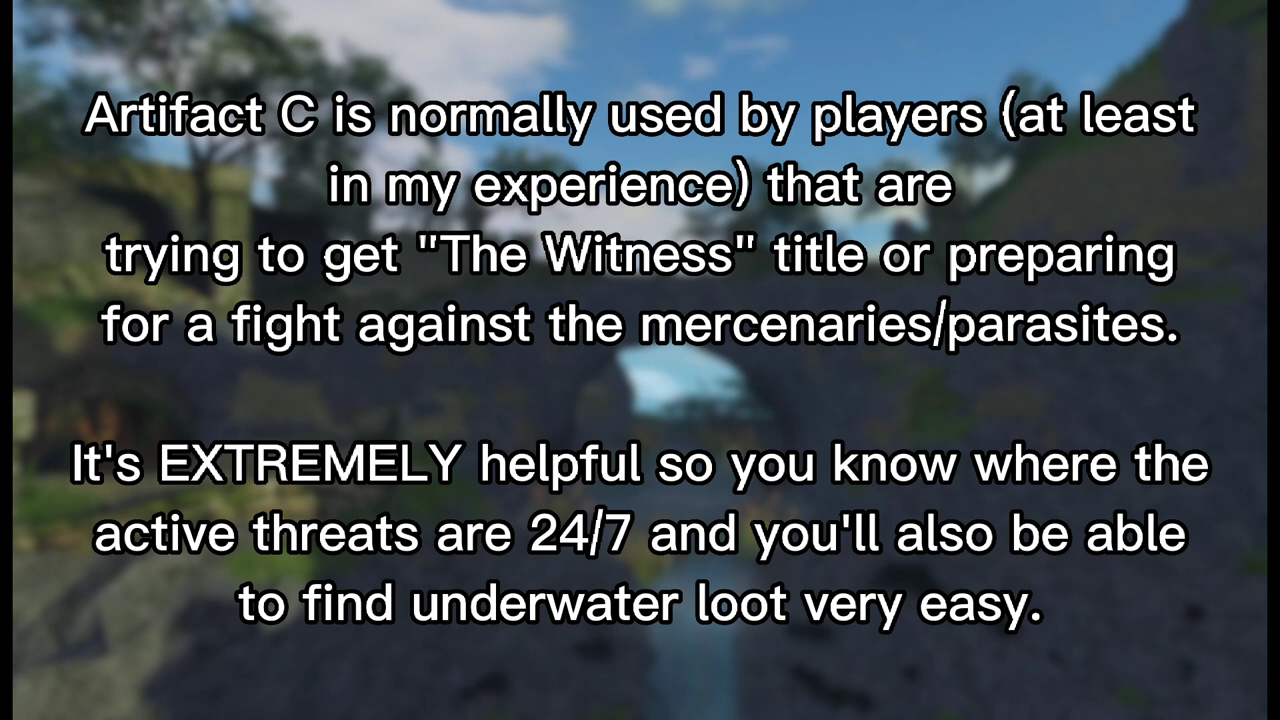 Artifact C is normally used by players (at least
in my experience) that are
trying to get "The Witness" title or preparing
for a fight against the mercenaries/parasites.
It's EXTREMELY helpful so you know where the
active threats are 24/7 and you'll also be able
to find underwater loot very easy.